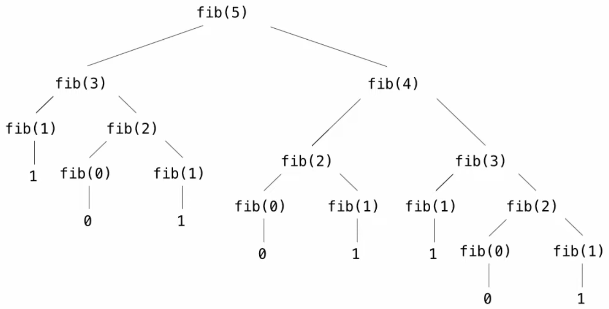 fib(5)
fib(3) fib(4)
fib(1) fib(2)
fib(2) fib(3)
1 fib(0) fib(1)
fib(0) fib(1) fib(1) fib(2)
0 1
0 1 1 fib(0) fib(1)
0 1